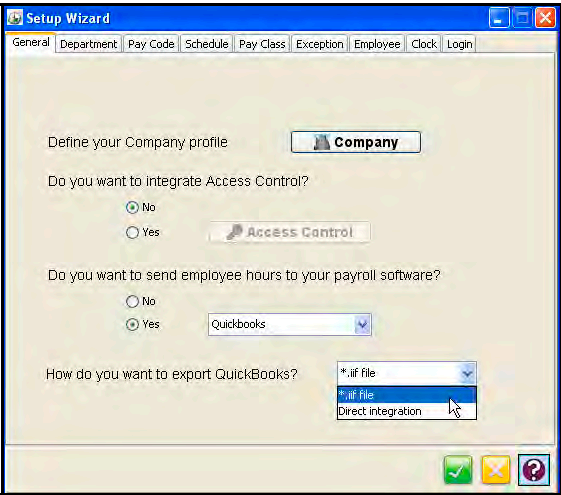 Setup Wizard
General Department Pay Code Schedule Pay Class Exception Employee Clock Login
Define your Company profile
Company
Do you want to integrate Access Control?
No
Yes
Access Control
Do you want to send employee hours to your payroll software?
No
Yes
Quickbooks
How do you want to export QuickBooks?
*.iif file
*.iif file
Direct integration
?